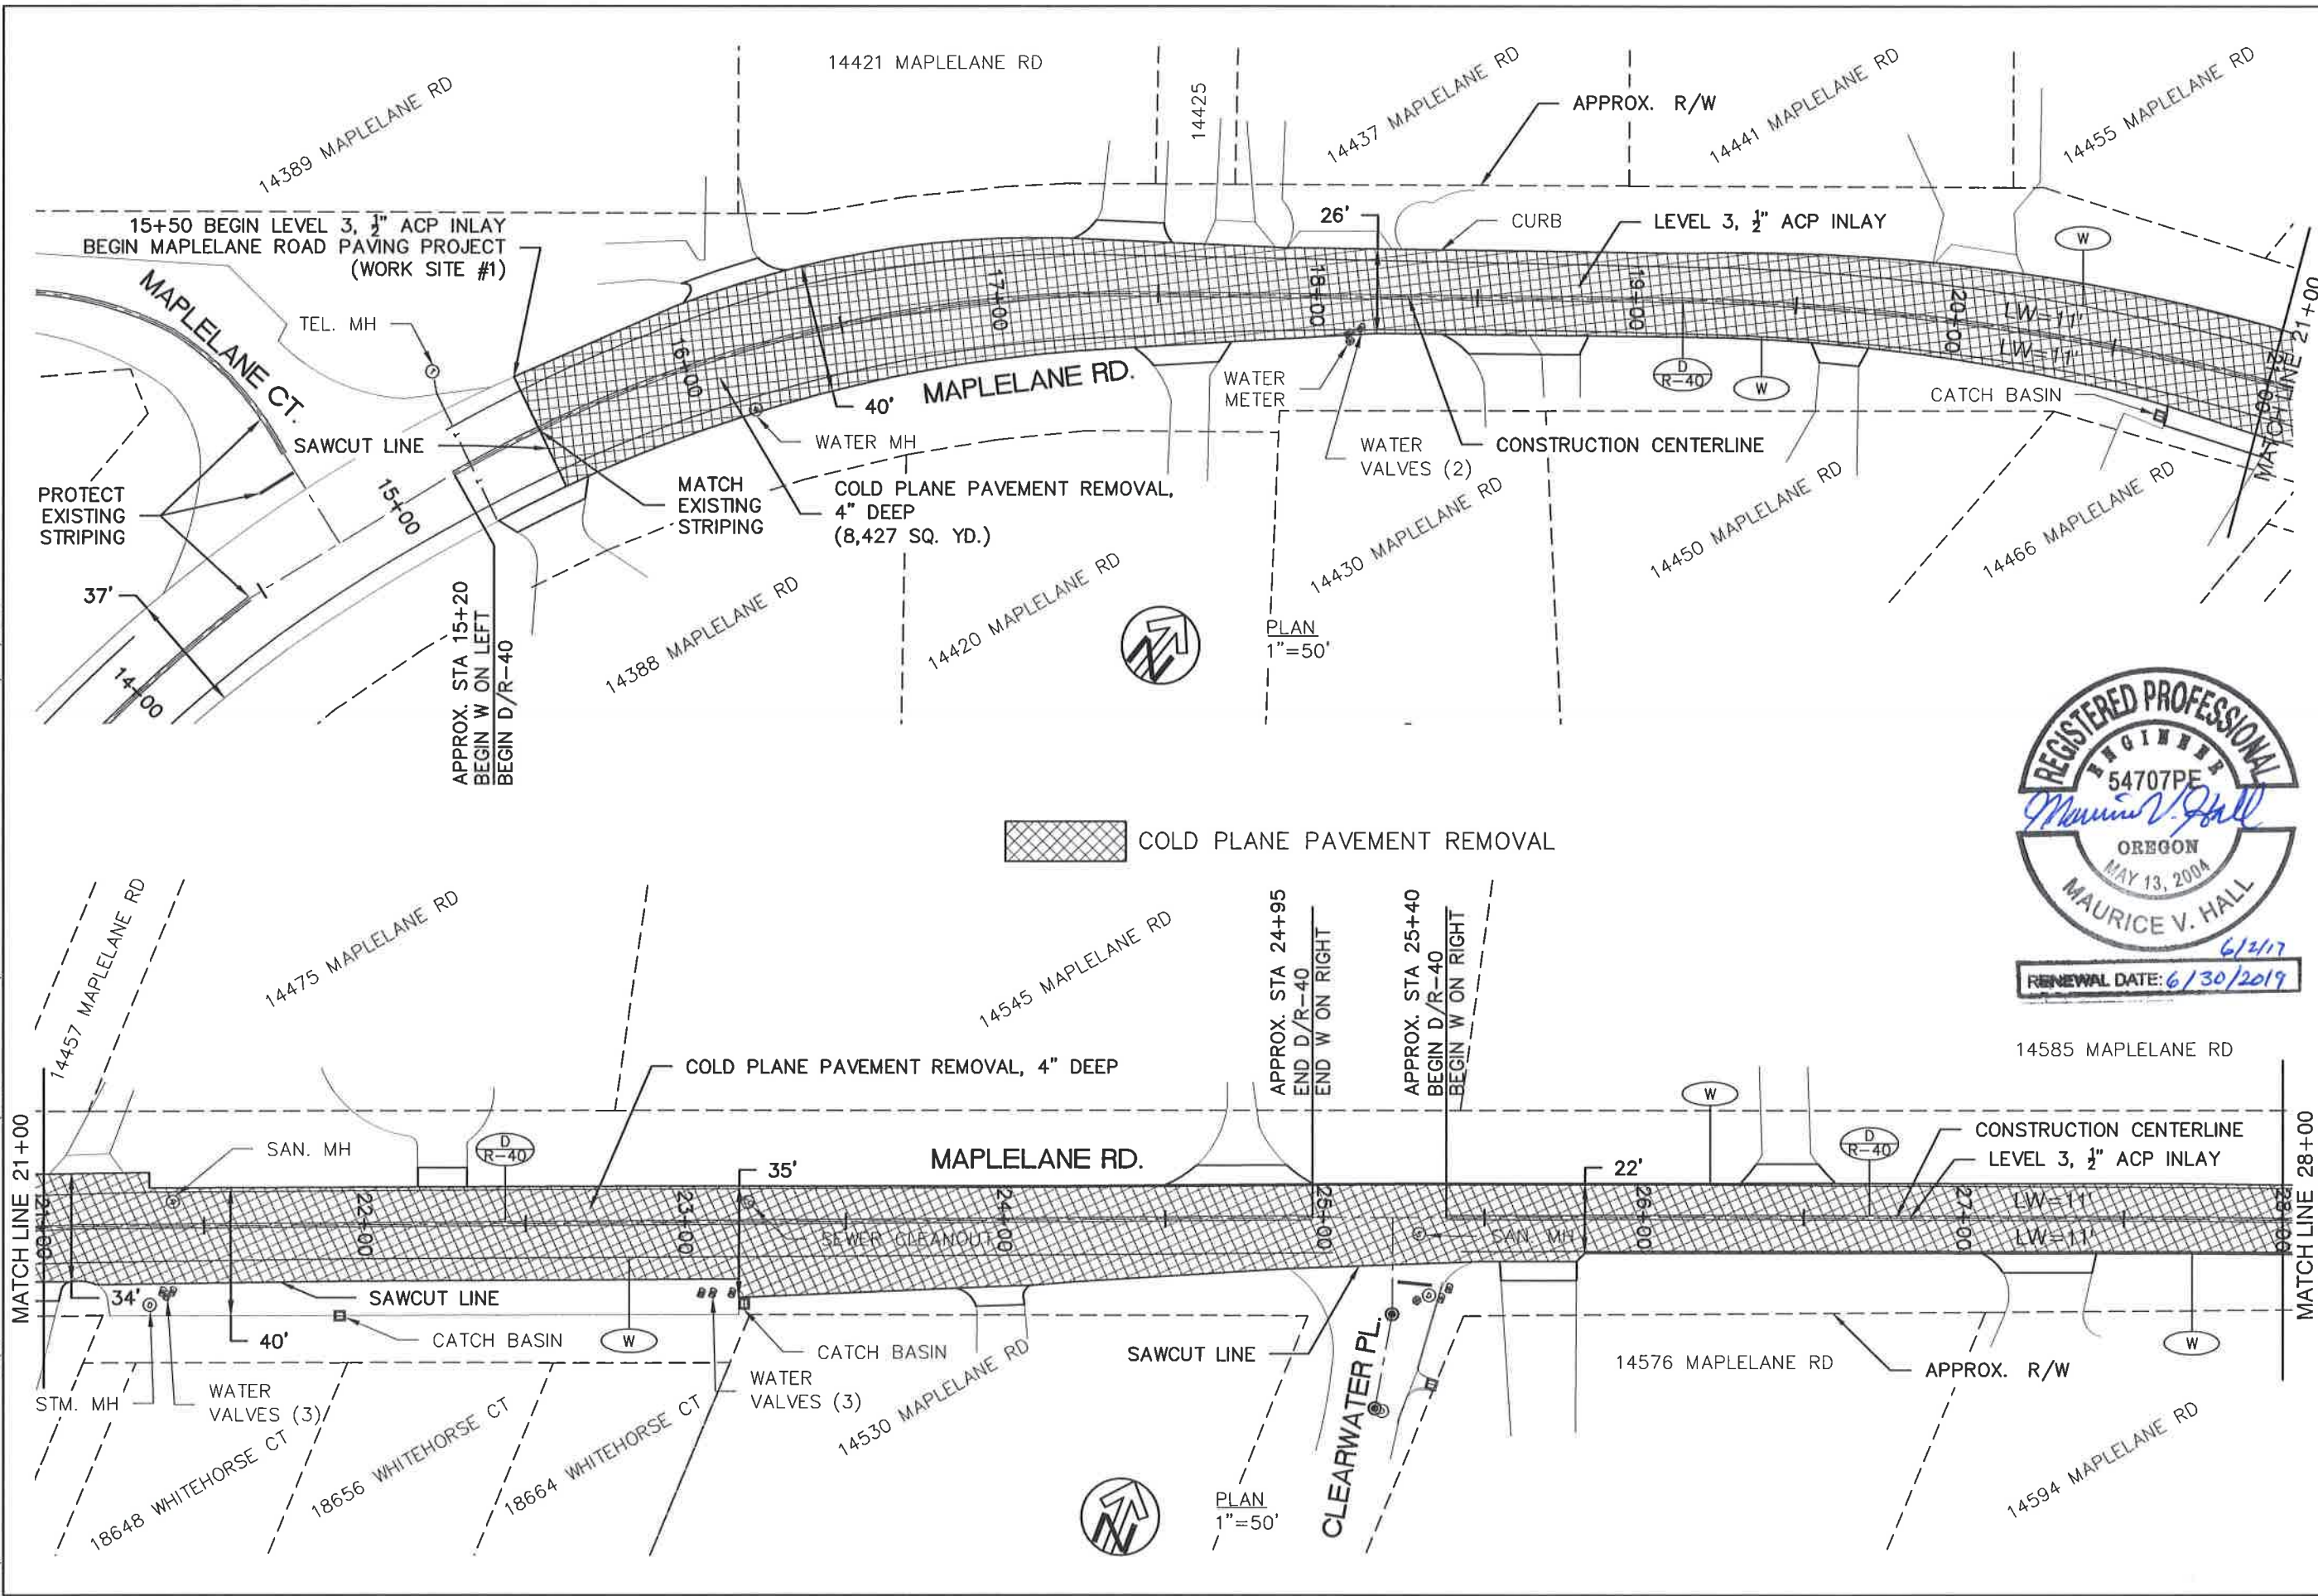 14389 MAPLELANE RD
14421 MAPLELANE RD
14425
14437 MAPLELANE RD
APPROX. R/W
14441 MAPLELANE RD
14455 MAPLELANE RD
15+50 BEGIN LEVEL 3, ½" ACP INLAY
BEGIN MAPLELANE ROAD PAVING PROJECT
(WORK SITE #1)
26'
CURB
LEVEL 3, ½" ACP INLAY
W
MAPLELANE CT.
TEL. MH
16+00
17+00
18+00
19+00
20+00
LW=11'
LW=11'
21+00
MATCH LINE 21+00
40'
MAPLELANE RD.
WATER
METER
D
R-40
W
CATCH BASIN
SAWCUT LINE
WATER MH
WATER
VALVES (2)
CONSTRUCTION CENTERLINE
PROTECT
EXISTING
STRIPING
15+00
MATCH
EXISTING
STRIPING
COLD PLANE PAVEMENT REMOVAL,
4" DEEP
(8,427 SQ. YD.)
37'
14+00
APPROX. STA 15+20
BEGIN W ON LEFT
BEGIN D/R-40
14388 MAPLELANE RD
14420 MAPLELANE RD
14430 MAPLELANE RD
14450 MAPLELANE RD
14466 MAPLELANE RD
N
PLAN
1"=50'
REGISTERED PROFESSIONAL
ENGINEER
54707PE
Maurice V. Hall
OREGON
MAY 13, 2004
MAURICE V. HALL
6/2/17
RENEWAL DATE: 6/30/2019
COLD PLANE PAVEMENT REMOVAL
14457 MAPLELANE RD
14475 MAPLELANE RD
14545 MAPLELANE RD
APPROX. STA 24+95
END D/R-40
END W ON RIGHT
APPROX. STA 25+40
BEGIN D/R-40
BEGIN W ON RIGHT
14585 MAPLELANE RD
COLD PLANE PAVEMENT REMOVAL, 4" DEEP
W
MATCH LINE 21+00
SAN. MH
D
R-40
MAPLELANE RD.
35'
22'
D
R-40
CONSTRUCTION CENTERLINE
LEVEL 3, ½" ACP INLAY
MATCH LINE 28+00
21+00
22+00
23+00
24+00
25+00
26+00
27+00
28+00
LW=11'
LW=11'
SEWER CLEANOUT
SAN. MH
34'
SAWCUT LINE
40'
CATCH BASIN
W
CATCH BASIN
SAWCUT LINE
14576 MAPLELANE RD
APPROX. R/W
W
STM. MH
WATER
VALVES (3)
WATER
VALVES (3)
CLEARWATER PL.
18648 WHITEHORSE CT
18656 WHITEHORSE CT
18664 WHITEHORSE CT
14530 MAPLELANE RD
14594 MAPLELANE RD
N
PLAN
1"=50'